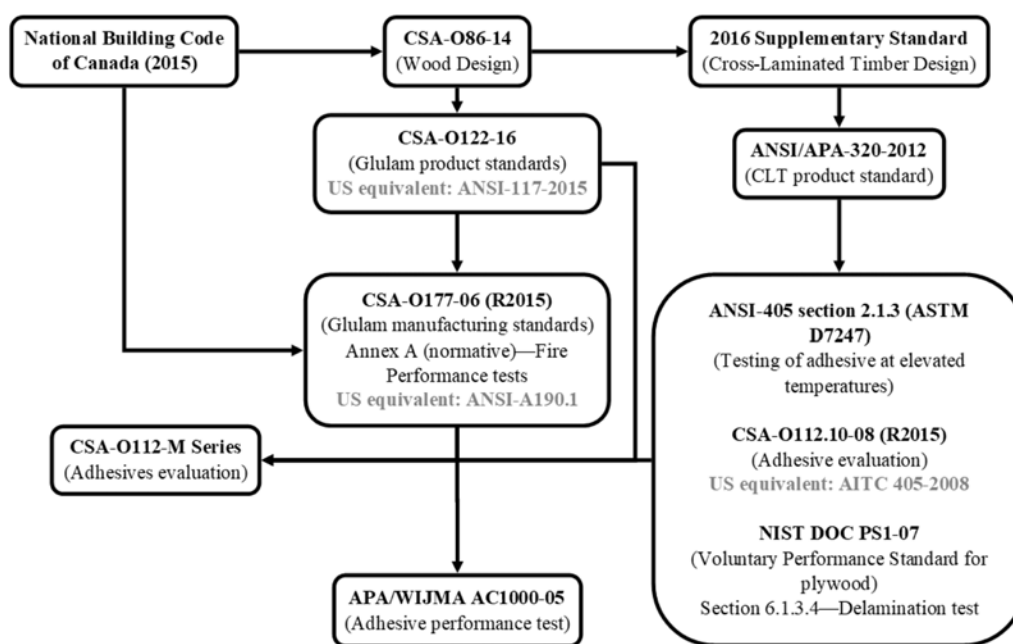 National Building Code
of Canada (2015)
CSA-O86-14
(Wood Design)
2016 Supplementary Standard
(Cross-Laminated Timber Design)
CSA-O122-16
(Glulam product standards)
US equivalent: ANSI-117-2015
ANSI/APA-320-2012
(CLT product standard)
CSA-O177-06 (R2015)
(Glulam manufacturing standards)
Annex A (normative)—Fire
Performance tests
US equivalent: ANSI-A190.1
ANSI-405 section 2.1.3 (ASTM
D7247)
(Testing of adhesive at elevated
temperatures)
CSA-O112.10-08 (R2015)
(Adhesive evaluation)
US equivalent: AITC 405-2008
NIST DOC PS1-07
(Voluntary Performance Standard for
plywood)
Section 6.1.3.4—Delamination test
CSA-O112-M Series
(Adhesives evaluation)
APA/WIJMA AC1000-05
(Adhesive performance test)